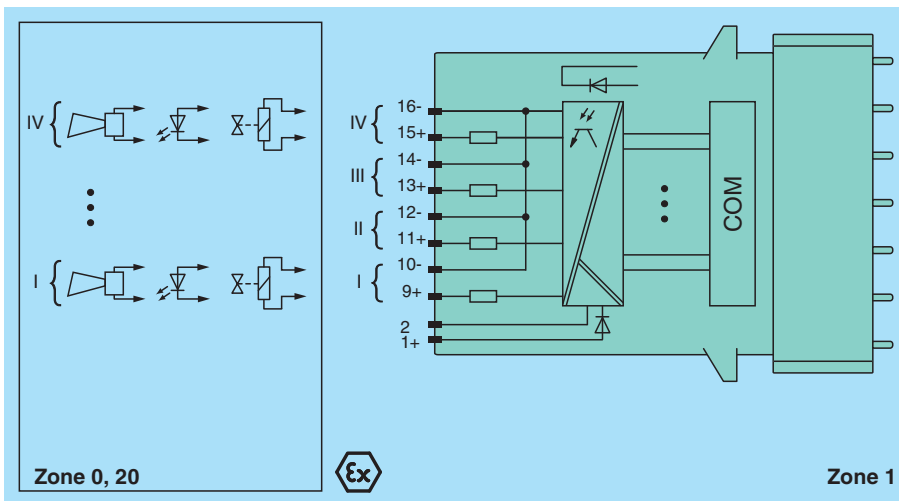 IV
I
Zone 0, 20
IV
III
II
I
16-
15+
14-
13+
12-
11+
10-
9+
2
1+
COM
Ex
Zone 1